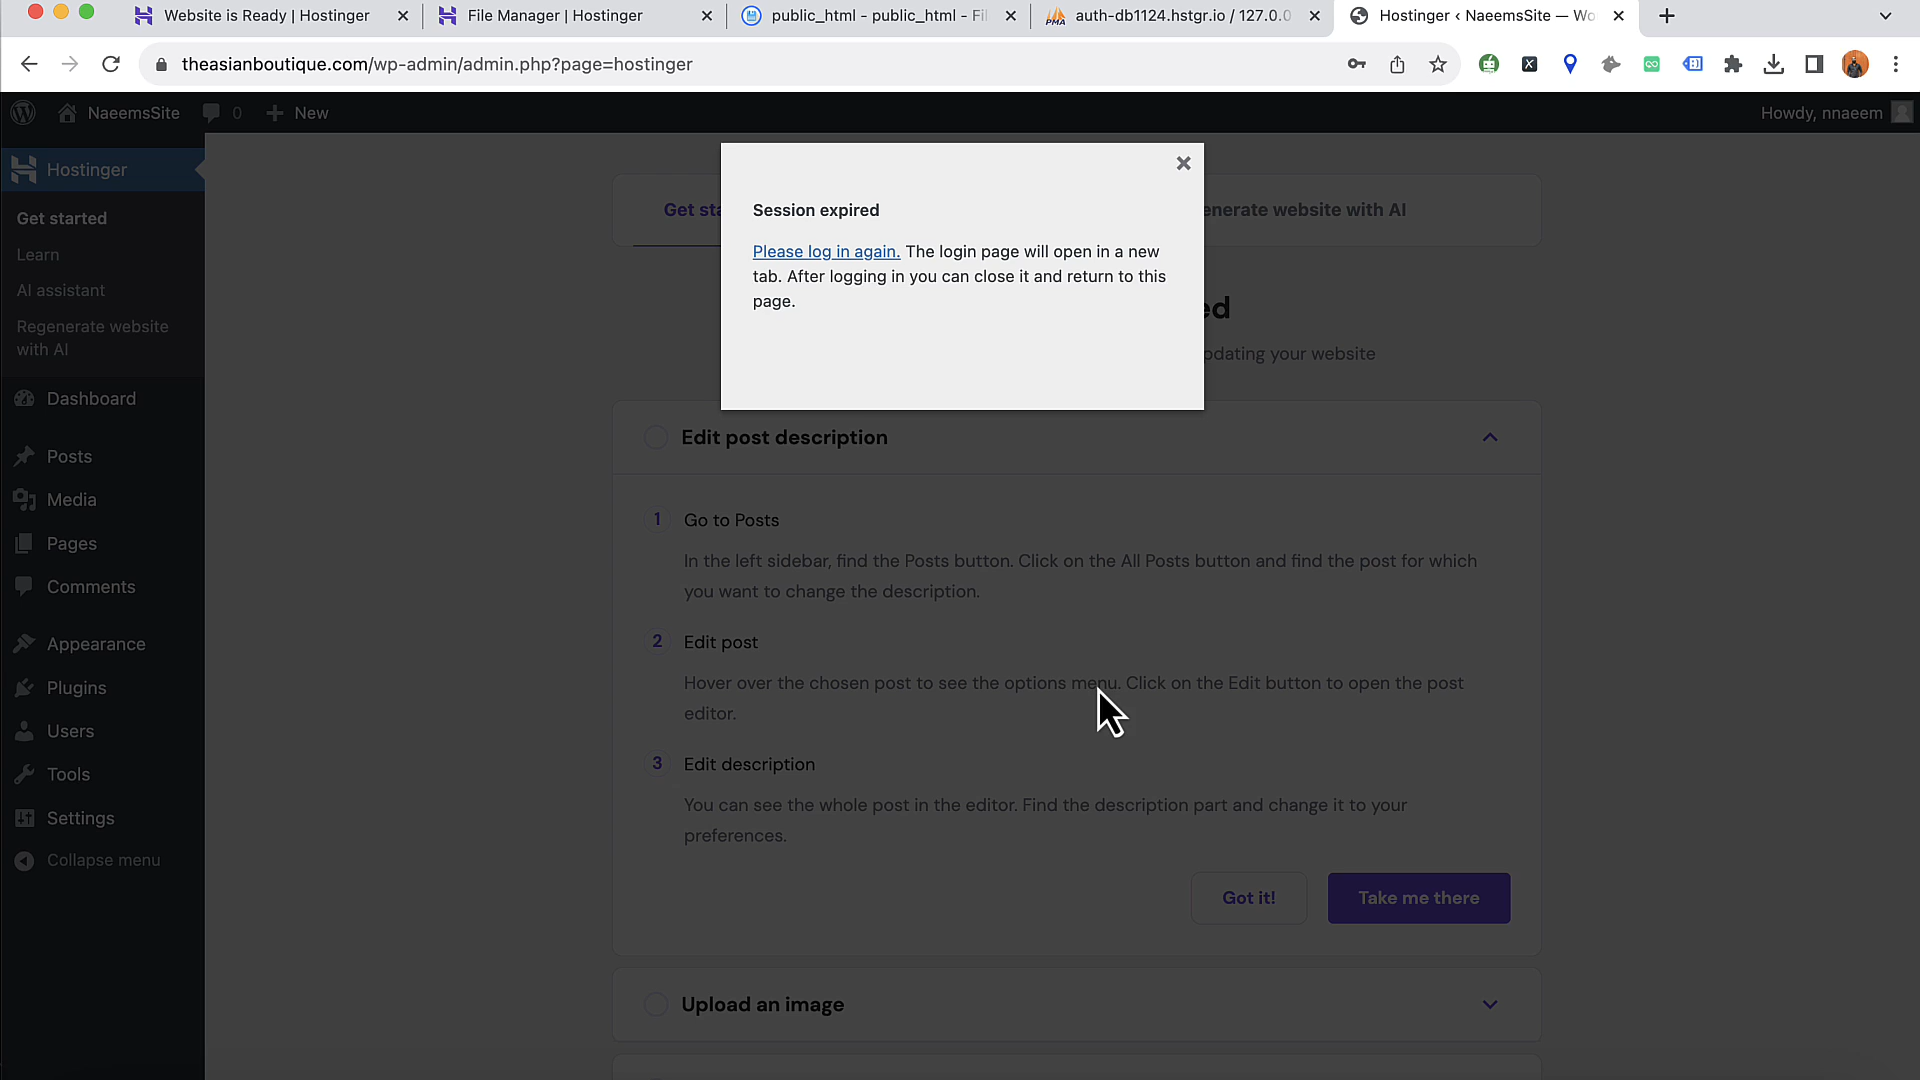 Website is Ready | Hostinger
File Manager | Hostinger
public_html - public_html - Fi
auth-db1124.hstgr.io / 127.0.0
Hostinger ‹ NaeemsSite — Wo
theasianboutique.com/wp-admin/admin.php?page=hostinger
NaeemsSite
0
New
Howdy, nnaeem
Hostinger
Get started
Learn
AI assistant
Regenerate website
with AI
Dashboard
Posts
Media
Pages
Comments
Appearance
Plugins
Users
Tools
Settings
Collapse menu
Get sta
enerate website with AI
Session expired
Please log in again. The login page will open in a new
tab. After logging in you can close it and return to this
page.
ed
pdating your website
Edit post description
1 Go to Posts
In the left sidebar, find the Posts button. Click on the All Posts button and find the post for which
you want to change the description.
2 Edit post
Hover over the chosen post to see the options menu. Click on the Edit button to open the post
editor.
3 Edit description
You can see the whole post in the editor. Find the description part and change it to your
preferences.
Got it!
Take me there
Upload an image